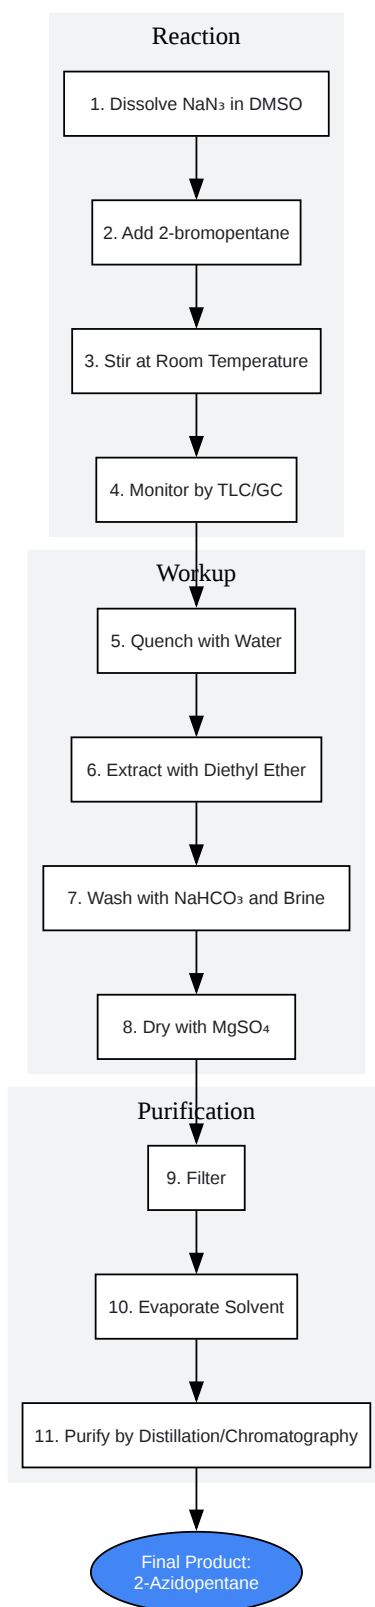 Reaction
1. Dissolve NaN₃ in DMSO
2. Add 2-bromopentane
3. Stir at Room Temperature
4. Monitor by TLC/GC
Workup
5. Quench with Water
6. Extract with Diethyl Ether
7. Wash with NaHCO₃ and Brine
8. Dry with MgSO₄
Purification
9. Filter
10. Evaporate Solvent
11. Purify by Distillation/Chromatography
Final Product:
2-Azidopentane